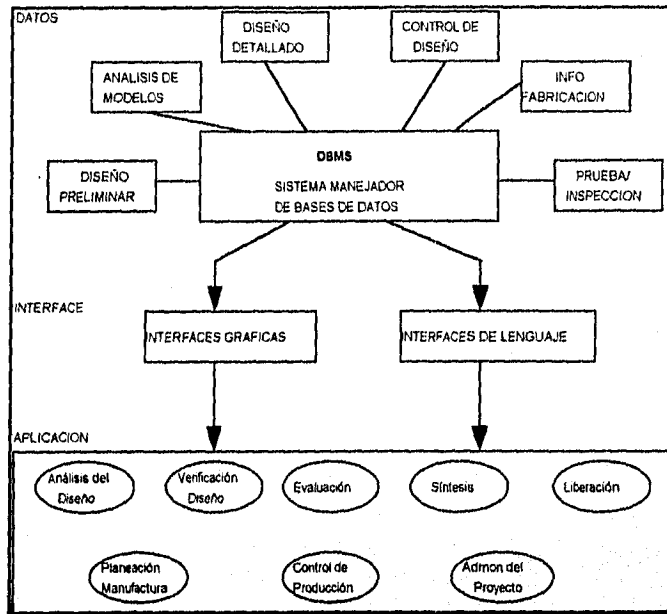 DATOS
DISEÑO
DETALLADO
CONTROL DE
DISEÑO
ANALISIS DE
MODELOS
INFO
FABRICACION
DBMS
SISTEMA MANEJADOR
DE BASES DE DATOS
DISEÑO
PRELIMINAR
PRUEBA/
INSPECCION
INTERFACE
INTERFACES GRAFICAS
INTERFACES DE LENGUAJE
APLICACION
Análisis del
Diseño
Verificación
Diseño
Evaluación
Síntesis
Liberación
Planeación
Manufactura
Control de
Producción
Admon del
Proyecto